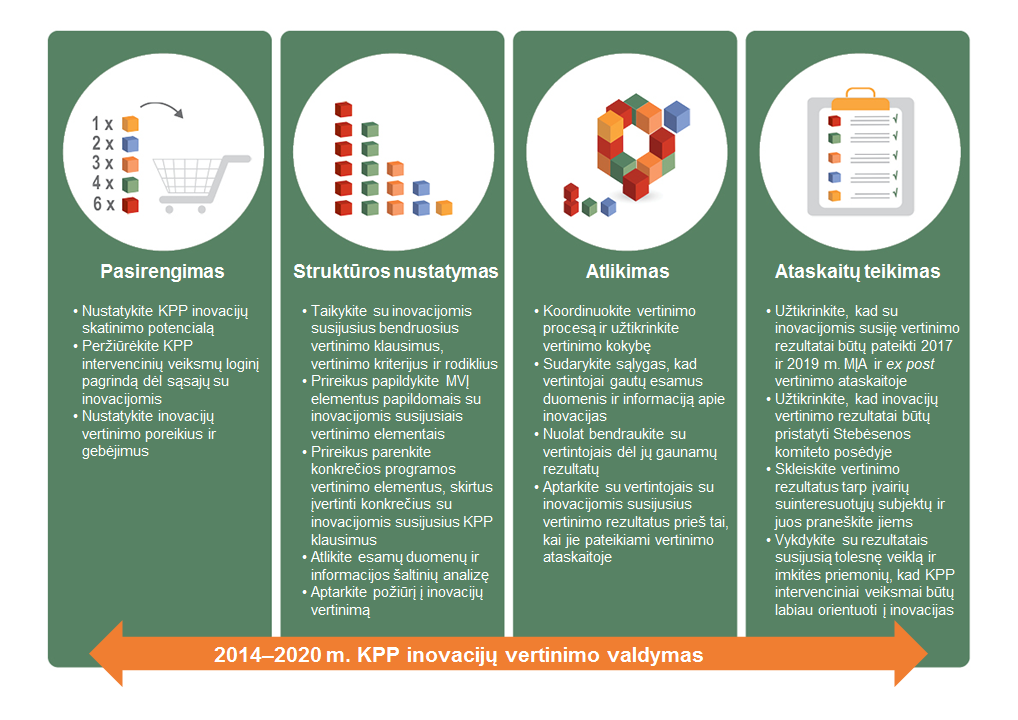 1 x
2 x
3 x
4 x
6 x
Pasirengimas
• Nustatykite KPP inovacijų
skatinimo potencialą
• Peržiūrėkite KPP
intervencinių veiksmų loginį
pagrindą dėl sąsajų su
inovacijomis
• Nustatykite inovacijų
vertinimo poreikius ir
gebėjimus
Struktūros nustatymas
• Taikykite su inovacijomis
susijusius bendruosius
vertinimo klausimus,
vertinimo kriterijus ir rodiklius
• Prireikus papildykite MVĮ
elementus papildomais su
inovacijomis susijusiais
vertinimo elementais
• Prireikus parenkite
konkrečios programos
vertinimo elementus, skirtus
įvertinti konkrečius su
inovacijomis susijusius KPP
klausimus
• Atlikite esamų duomenų ir
informacijos šaltinių analizę
• Aptarkite požiūrį į inovacijų
vertinimą
Atlikimas
• Koordinuokite vertinimo
procesą ir užtikrinkite
vertinimo kokybę
• Sudarykite sąlygas, kad
vertintojai gautų esamus
duomenis ir informaciją apie
inovacijas
• Nuolat bendraukite su
vertintojais dėl jų gaunamų
rezultatų
• Aptarkite su vertintojais su
inovacijomis susijusius
vertinimo rezultatus prieš tai,
kai jie pateikiami vertinimo
ataskaitoje
Ataskaitų teikimas
• Užtikrinkite, kad su
inovacijomis susiję vertinimo
rezultatai būtų pateikti 2017
ir 2019 m. MĮA ir ex post
vertinimo ataskaitoje
• Užtikrinkite, kad inovacijų
vertinimo rezultatai būtų
pristatyti Stebėsenos
komiteto posėdyje
• Skleiskite vertinimo
rezultatus tarp įvairių
suinteresuotųjų subjektų ir
juos praneškite jiems
• Vykdykite su rezultatais
susijusią tolesnę veiklą ir
imkitės priemonių, kad KPP
intervenciniai veiksmai būtų
labiau orientuoti į inovacijas
2014–2020 m. KPP inovacijų vertinimo valdymas